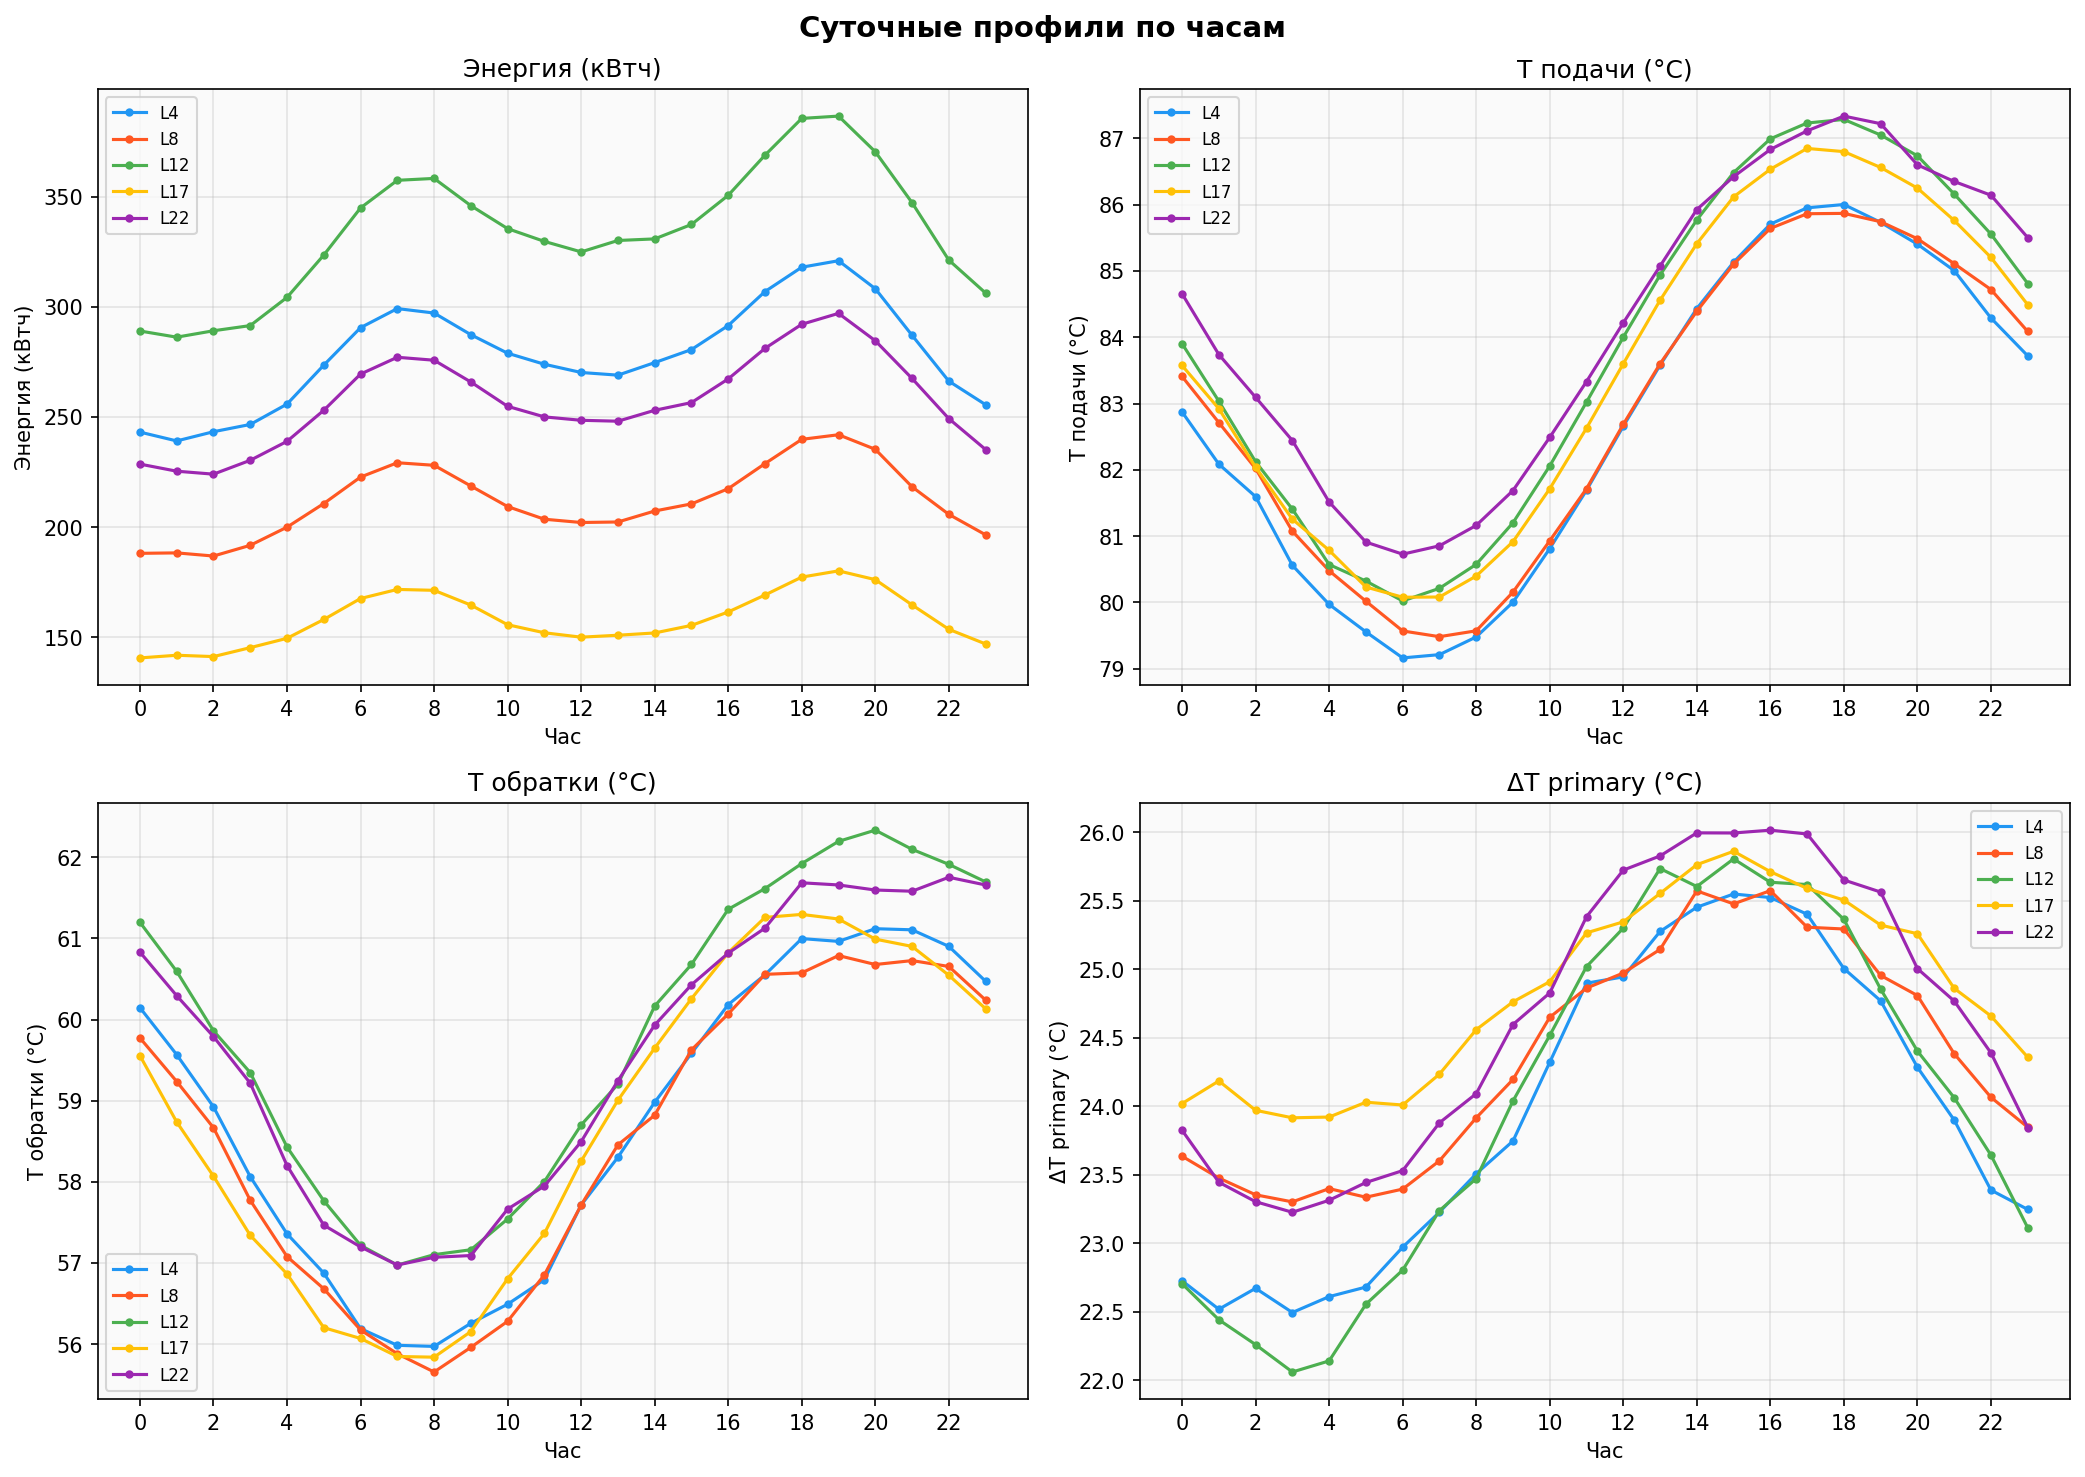 Суточные профили по часам
Энергия (кВтч)
L4
L8
L12
L17
L22
350
300
250
200
150
Энергия (кВтч)
0 2 4 6 8 10 12 14 16 18 20 22
Час
T подачи (°C)
L4
L8
L12
L17
L22
87
86
85
84
83
82
81
80
79
T подачи (°C)
0 2 4 6 8 10 12 14 16 18 20 22
Час
T обратки (°C)
62
61
60
59
58
57
56
T обратки (°C)
L4
L8
L12
L17
L22
0 2 4 6 8 10 12 14 16 18 20 22
Час
ΔT primary (°C)
L4
L8
L12
L17
L22
26.0
25.5
25.0
24.5
24.0
23.5
23.0
22.5
22.0
ΔT primary (°C)
0 2 4 6 8 10 12 14 16 18 20 22
Час